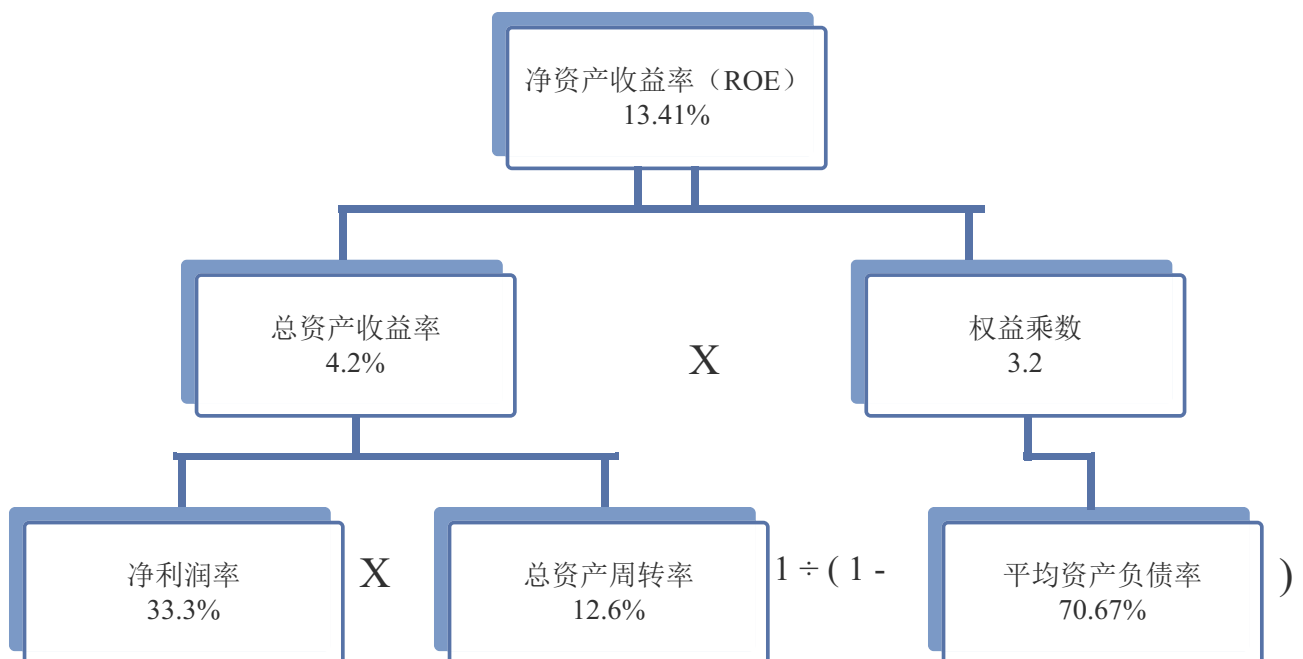 净资产收益率（ROE）
13.41%
总资产收益率
4.2%
X
权益乘数
3.2
净利润率
33.3%
X
总资产周转率
12.6%
1 ÷ ( 1 -
平均资产负债率
70.67%
)